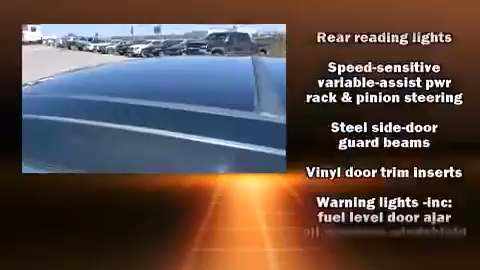 Rear reading lights
Speed-sensitive
variable-assist pwr
rack & pinion steering
Steel side-door
guard beams
Vinyl door trim inserts
Warning lights -inc:
fuel level door ajar